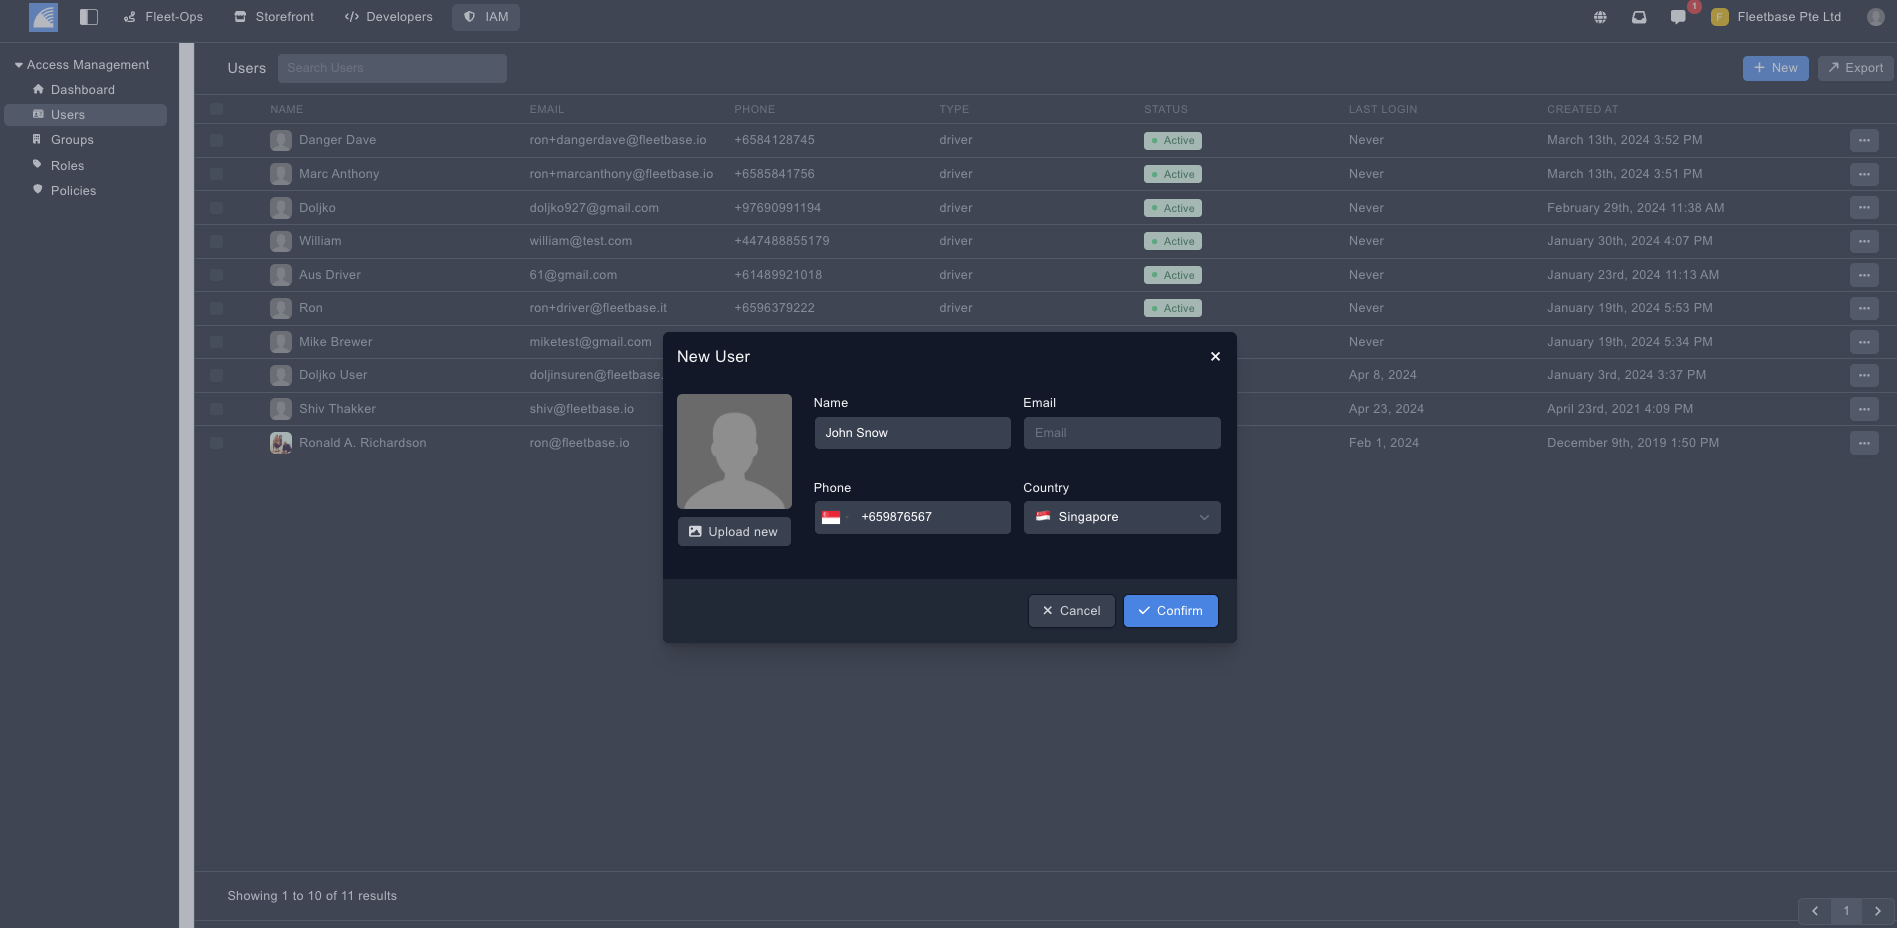 Fleet-Ops Storefront Developers IAM 1 F Fleetbase Pte Ltd
Access Management
Dashboard
Users
Groups
Roles
Policies
Users Search Users New Export
NAME EMAIL PHONE TYPE STATUS LAST LOGIN CREATED AT
Danger Dave ron+dangerdave@fleetbase.io +6584128745 driver Active Never March 13th, 2024 3:52 PM
Marc Anthony ron+marcanthony@fleetbase.io +6585841756 driver Active Never March 13th, 2024 3:51 PM
Doljko doljko927@gmail.com +97690991194 driver Active Never February 29th, 2024 11:38 AM
William william@test.com +447488855179 driver Active Never January 30th, 2024 4:07 PM
Aus Driver 61@gmail.com +61489921018 driver Active Never January 23rd, 2024 11:13 AM
Ron ron+driver@fleetbase.it +6596379222 driver Active Never January 19th, 2024 5:53 PM
Mike Brewer miketest@gmail.com Never January 19th, 2024 5:34 PM
Doljko User doljinsuren@fleetbase. Apr 8, 2024 January 3rd, 2024 3:37 PM
Shiv Thakker shiv@fleetbase.io Apr 23, 2024 April 23rd, 2021 4:09 PM
Ronald A. Richardson ron@fleetbase.io Feb 1, 2024 December 9th, 2019 1:50 PM
New User
Name Email
John Snow Email
Phone Country
+659876567 Singapore
Upload new
Cancel Confirm
Showing 1 to 10 of 11 results
1